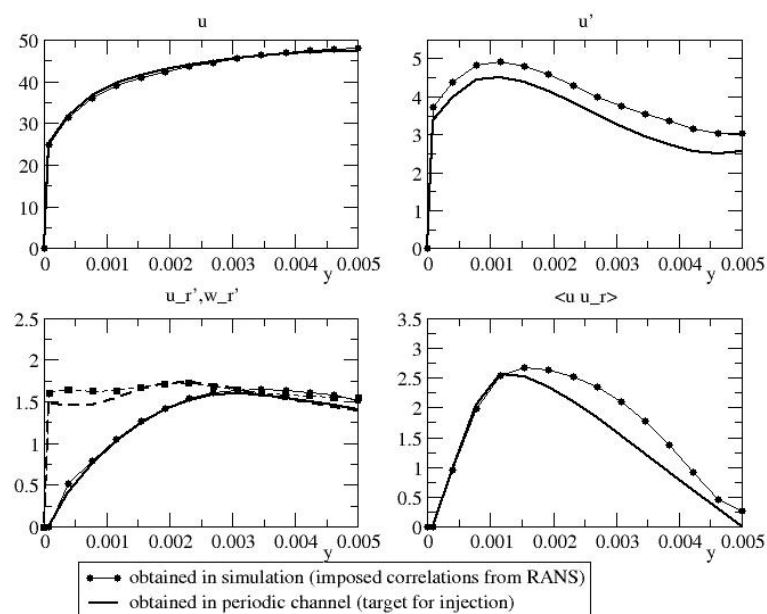 u
u'
50
40
30
20
10
0
0 0.001 0.002 0.003 0.004 0.005
y
5
4
3
2
1
0
0 0.001 0.002 0.003 0.004 0.005
y
u_r',w_r'
<u u_r>
2.5
2
1.5
1
0.5
0
0 0.001 0.002 0.003 0.004 0.005
y
3.5
3
2.5
2
1.5
1
0.5
0
0 0.001 0.002 0.003 0.004 0.005
y
obtained in simulation (imposed correlations from RANS)
obtained in periodic channel (target for injection)